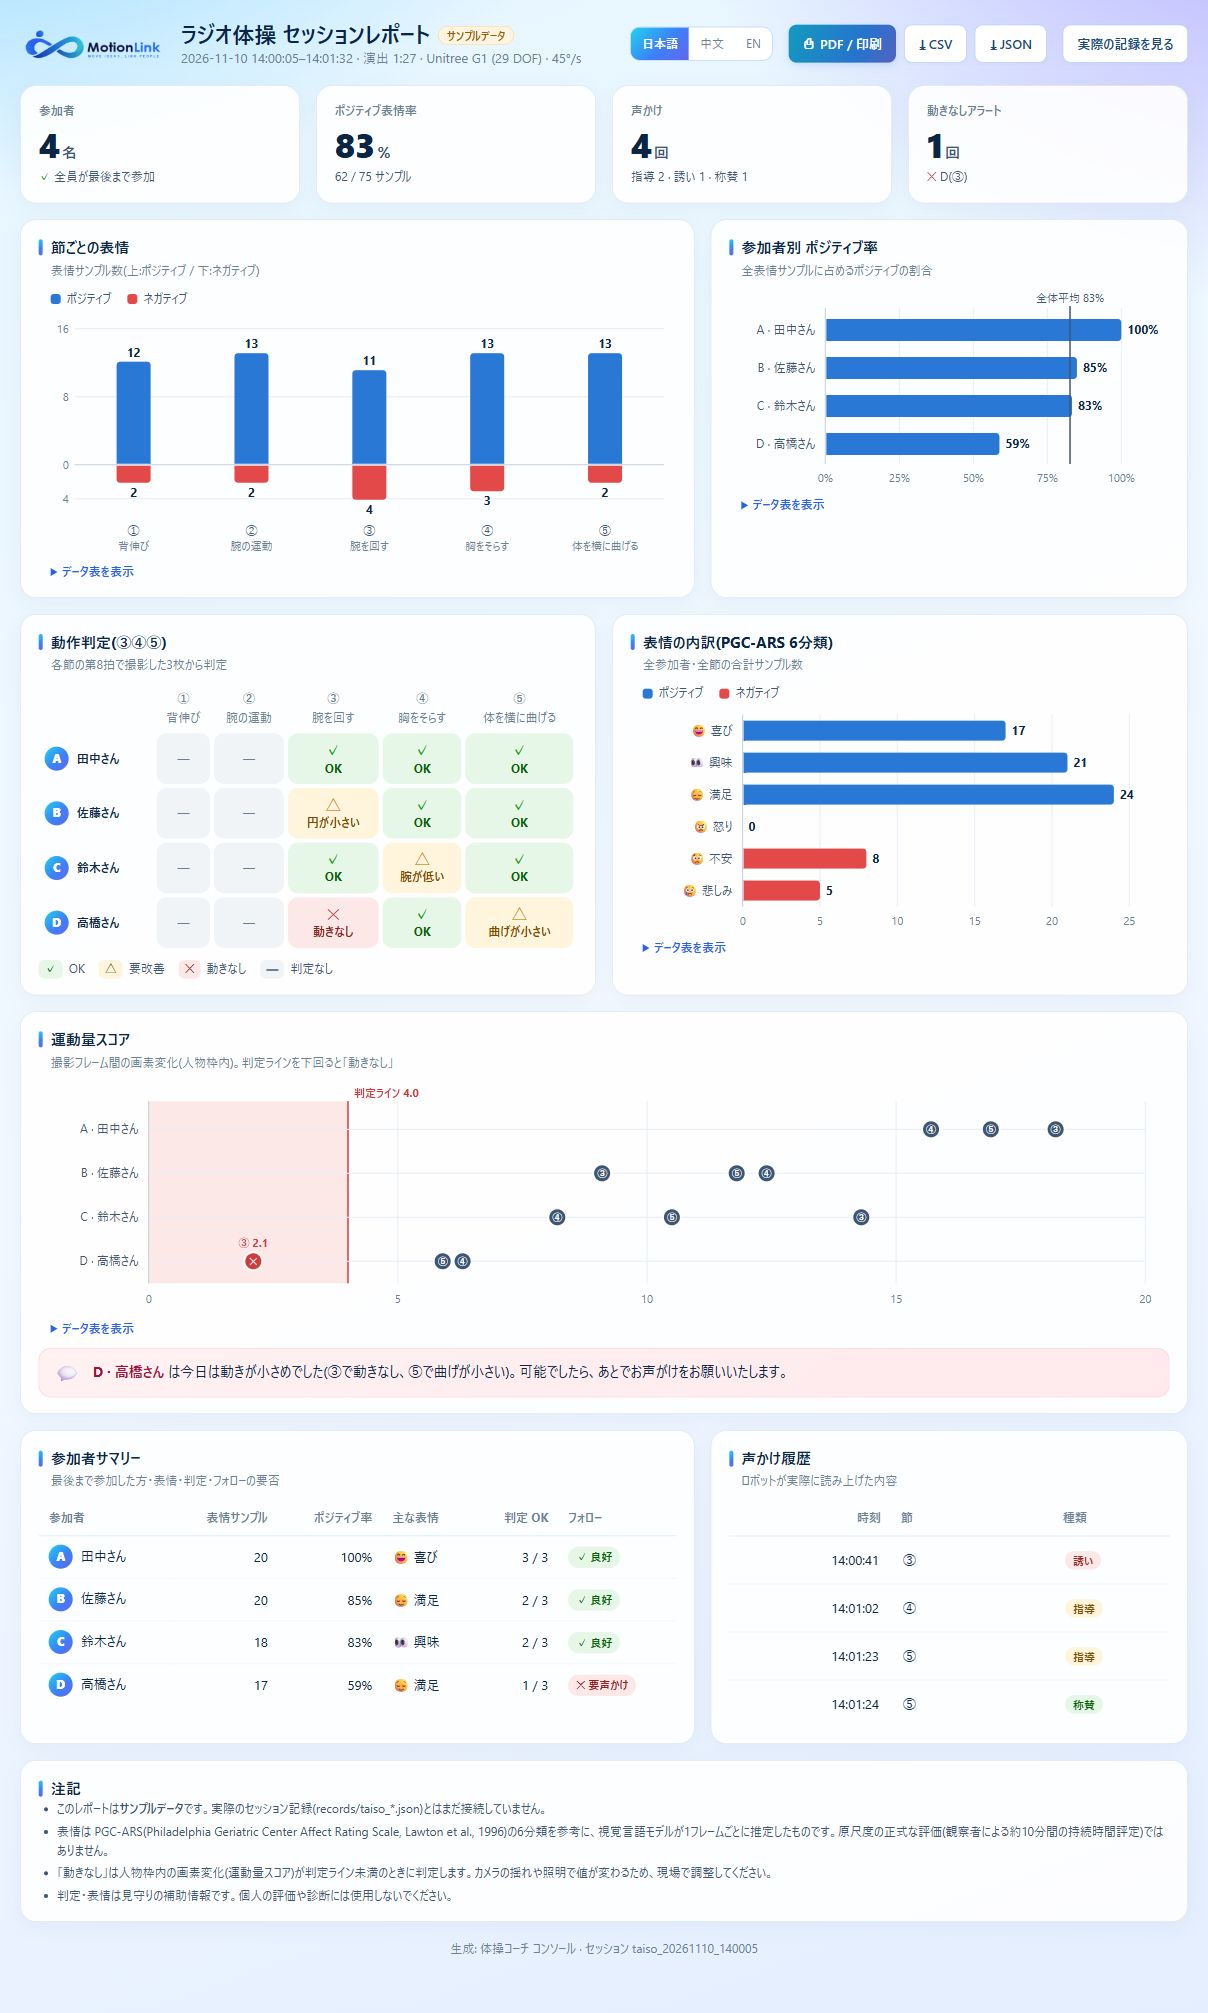 MotionLink
MOVE IDEAS. LINK PEOPLE.
ラジオ体操 セッションレポート サンプルデータ
2026-11-10 14:00:05–14:01:32 · 演出 1:27 · Unitree G1 (29 DOF) · 45°/s
日本語 中文 EN
PDF / 印刷
CSV
JSON
実際の記録を見る
参加者
4名
✓ 全員が最後まで参加
ポジティブ表情率
83%
62 / 75 サンプル
声かけ
4回
指導 2 · 誘い 1 · 称賛 1
動きなしアラート
1回
✕ D(③)
節ごとの表情
表情サンプル数(上:ポジティブ / 下:ネガティブ)
ポジティブ ネガティブ
16
8
0
4
12 13 11 13 13
2 2 4 3 2
① ② ③ ④ ⑤
背伸び 腕の運動 腕を回す 胸をそらす 体を横に曲げる
▶ データ表を表示
参加者別 ポジティブ率
全表情サンプルに占めるポジティブの割合
全体平均 83%
A · 田中さん 100%
B · 佐藤さん 85%
C · 鈴木さん 83%
D · 高橋さん 59%
0% 25% 50% 75% 100%
▶ データ表を表示
動作判定(③④⑤)
各節の第8拍で撮影した3枚から判定
① ② ③ ④ ⑤
背伸び 腕の運動 腕を回す 胸をそらす 体を横に曲げる
A 田中さん — — ✓ OK ✓ OK ✓ OK
B 佐藤さん — — △ 円が小さい ✓ OK ✓ OK
C 鈴木さん — — ✓ OK △ 腕が低い ✓ OK
D 高橋さん — — ✕ 動きなし ✓ OK △ 曲げが小さい
✓ OK △ 要改善 ✕ 動きなし — 判定なし
表情の内訳(PGC-ARS 6分類)
全参加者・全節の合計サンプル数
ポジティブ ネガティブ
喜び 17
興味 21
満足 24
怒り 0
不安 8
悲しみ 5
0 5 10 15 20 25
▶ データ表を表示
運動量スコア
撮影フレーム間の画素変化(人物枠内)。判定ラインを下回ると「動きなし」
判定ライン 4.0
A · 田中さん ④ ⑤ ③
B · 佐藤さん ③ ⑤ ④
C · 鈴木さん ④ ⑤ ③
③ 2.1
D · 高橋さん ✕ ⑤ ④
0 5 10 15 20
▶ データ表を表示
D · 高橋さん は今日は動きが小さめでした(③で動きなし、⑤で曲げが小さい)。可能でしたら、あとでお声がけをお願いいたします。
参加者サマリー
最後まで参加した方・表情・判定・フォローの要否
参加者 表情サンプル ポジティブ率 主な表情 判定 OK フォロー
A 田中さん 20 100% 喜び 3 / 3 ✓ 良好
B 佐藤さん 20 85% 満足 2 / 3 ✓ 良好
C 鈴木さん 18 83% 興味 2 / 3 ✓ 良好
D 高橋さん 17 59% 満足 1 / 3 ✕ 要声かけ
声かけ履歴
ロボットが実際に読み上げた内容
時刻 節 種類
14:00:41 ③ 誘い
14:01:02 ④ 指導
14:01:23 ⑤ 指導
14:01:24 ⑤ 称賛
注記
• このレポートはサンプルデータです。実際のセッション記録(records/taiso_*.json)とはまだ接続していません。
• 表情は PGC-ARS(Philadelphia Geriatric Center Affect Rating Scale, Lawton et al., 1996)の6分類を参考に、視覚言語モデルが1フレームごとに推定したものです。原尺度の正式な評価(観察者による約10分間の持続時間評定)では
ありません。
• 「動きなし」は人物枠内の画素変化(運動量スコア)が判定ライン未満のときに判定します。カメラの揺れや照明で値が変わるため、現場で調整してください。
• 判定・表情は見守りの補助情報です。個人の評価や診断には使用しないでください。
生成: 体操コーチ コンソール · セッション taiso_20261110_140005